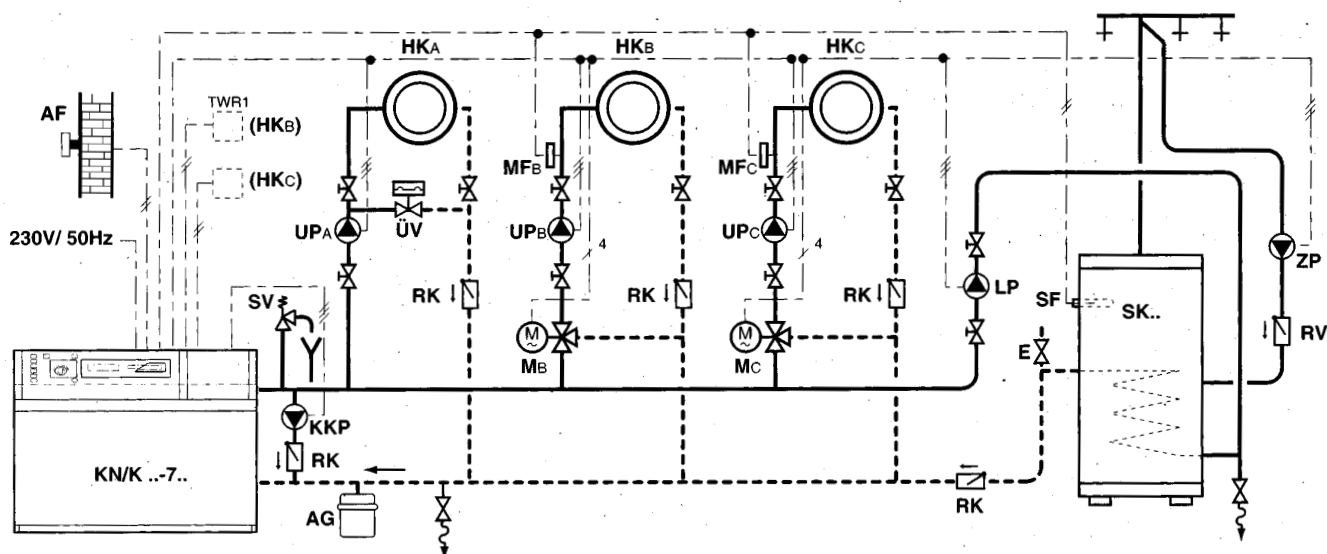 HKA
HKB
HKC
AF
TWR1
(HKB)
(HKC)
MFB
MFC
230V/ 50Hz
UPA
ÜV
UPB
4
UPC
4
ZP
SV
RK
RK
RK
LP
SF
SK..
RV
M
~
M
~
E
MB
MC
KKP
KN/K ..-7..
RK
AG
RK